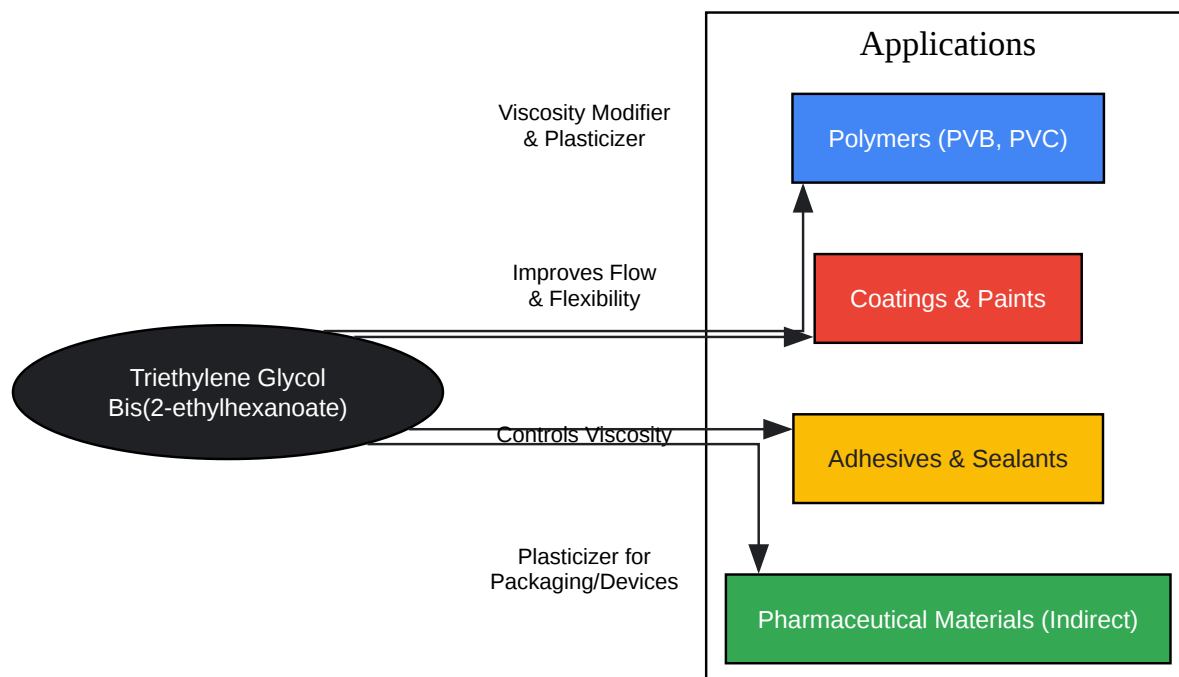 Applications
Viscosity Modifier
& Plasticizer
Polymers (PVB, PVC)
Improves Flow
& Flexibility
Coatings & Paints
Triethylene Glycol
Bis(2-ethylhexanoate)
Controls Viscosity
Adhesives & Sealants
Plasticizer for
Packaging/Devices
Pharmaceutical Materials (Indirect)